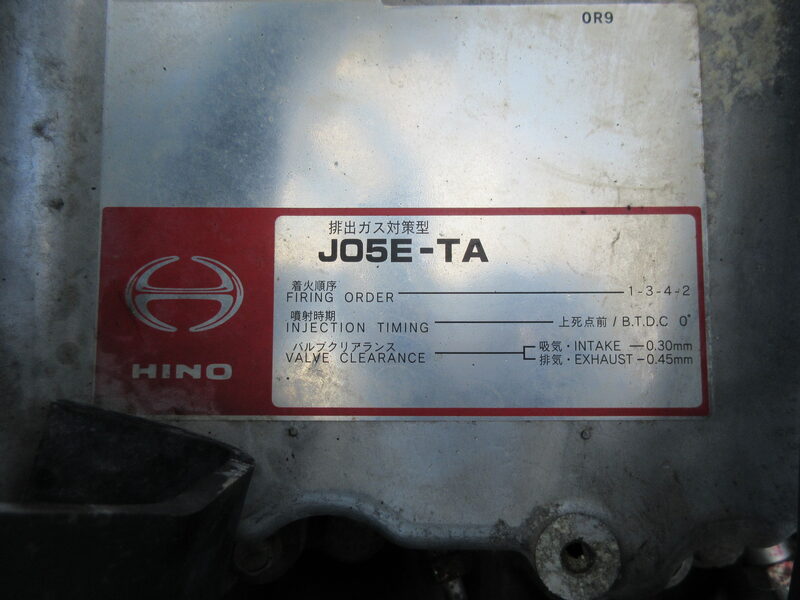 0R9
排出ガス対策型
J05E-TA
着火順序
FIRING ORDER 1-3-4-2
噴射時期
INJECTION TIMING 上死点前 / B.T.D.C 0°
バルブクリアランス
VALVE CLEARANCE
吸気・INTAKE —0.30mm
排気・EXHAUST —0.45mm
HINO